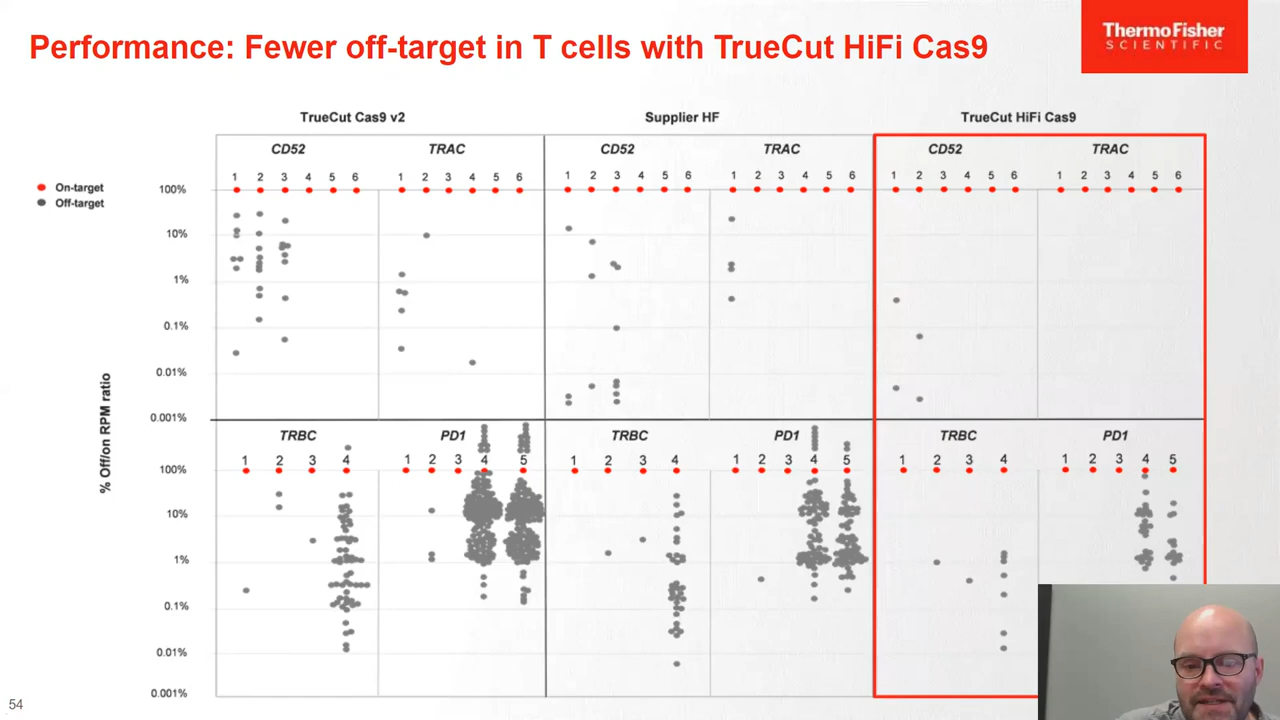 Performance: Fewer off-target in T cells with TrueCut HiFi Cas9
ThermoFisher
SCIENTIFIC
TrueCut Cas9 v2
Supplier HF
TrueCut HiFi Cas9
CD52
TRAC
CD52
TRAC
CD52
TRAC
1 2 3 4 5 6
1 2 3 4 5 6
1 2 3 4 5 6
1 2 3 4 5 6
1 2 3 4 5 6
1 2 3 4 5 6
On-target
Off-target
100%
10%
1%
0.1%
0.01%
0.001%
% Off/on RPM ratio
TRBC
PD1
TRBC
PD1
TRBC
PD1
1 2 3 4
1 2 3 4 5
1 2 3 4
1 2 3 4 5
1 2 3 4
1 2 3 4 5
100%
10%
1%
0.1%
0.01%
0.001%
54